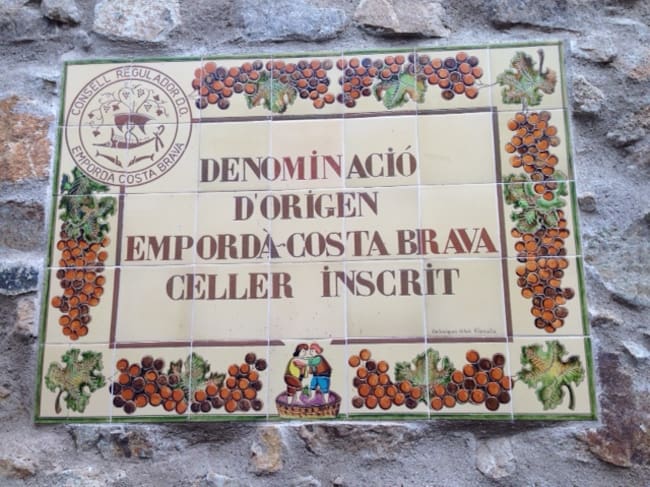 CONSELL REGULADOR D.O.
EMPORDÀ COSTA BRAVA
DENOMINACIÓ
D'ORIGEN
EMPORDÀ-COSTA BRAVA
CELLER INSCRIT